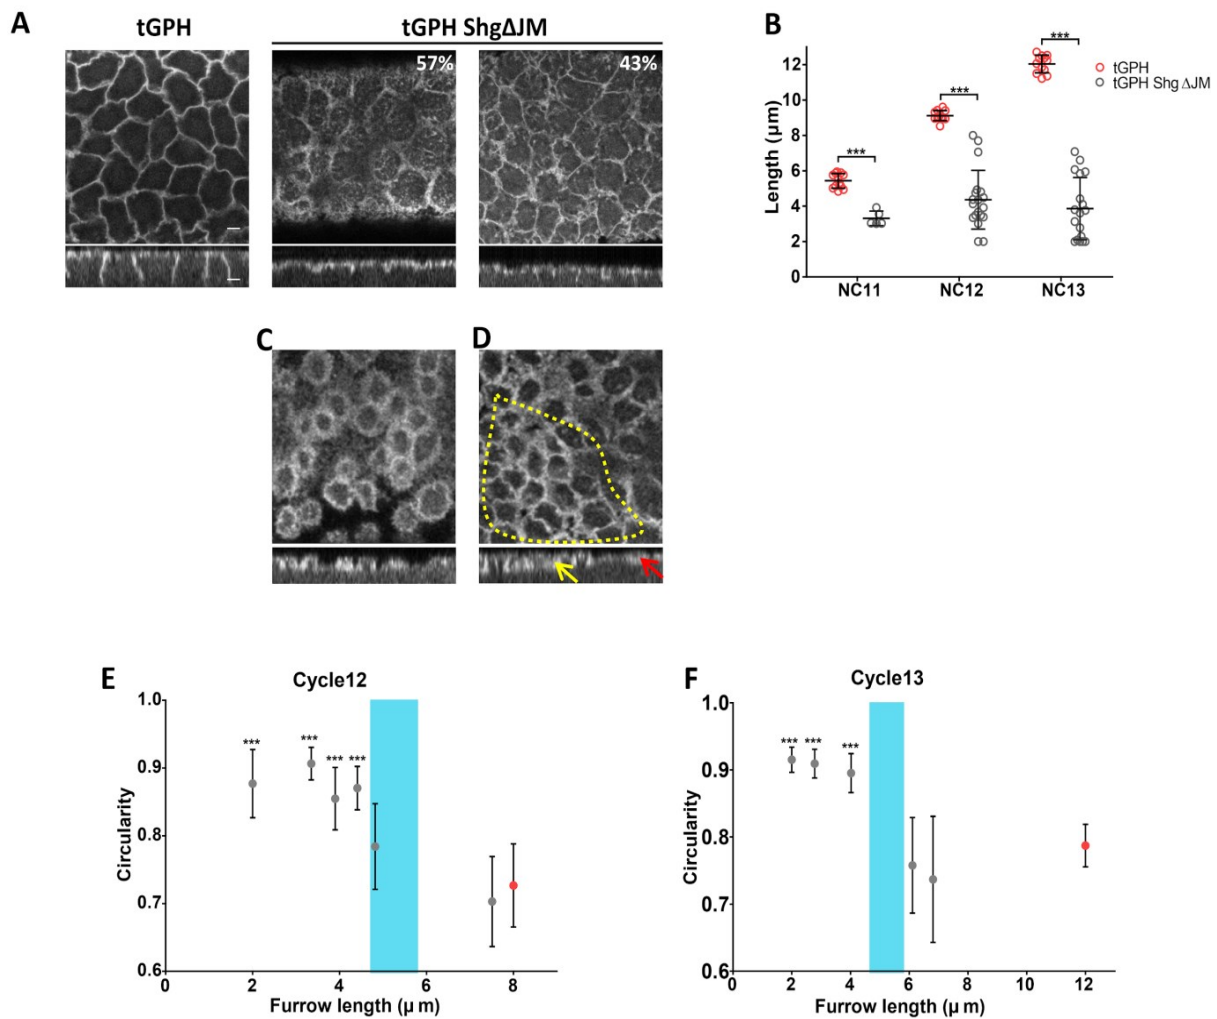 A
tGPH
tGPH ShgΔJM
57%
43%
B
Length (μm)
12
10
8
6
4
2
0
***
***
***
NC11
NC12
NC13
tGPH
tGPH Shg ΔJM
C
D
E
Cycle12
Circularity
1.0
0.9
0.8
0.7
0.6
***
***
***
***
0
2
4
6
8
Furrow length (μ m)
F
Cycle13
Circularity
1.0
0.9
0.8
0.7
0.6
***
***
***
0
2
4
6
8
10
12
Furrow length (μ m)